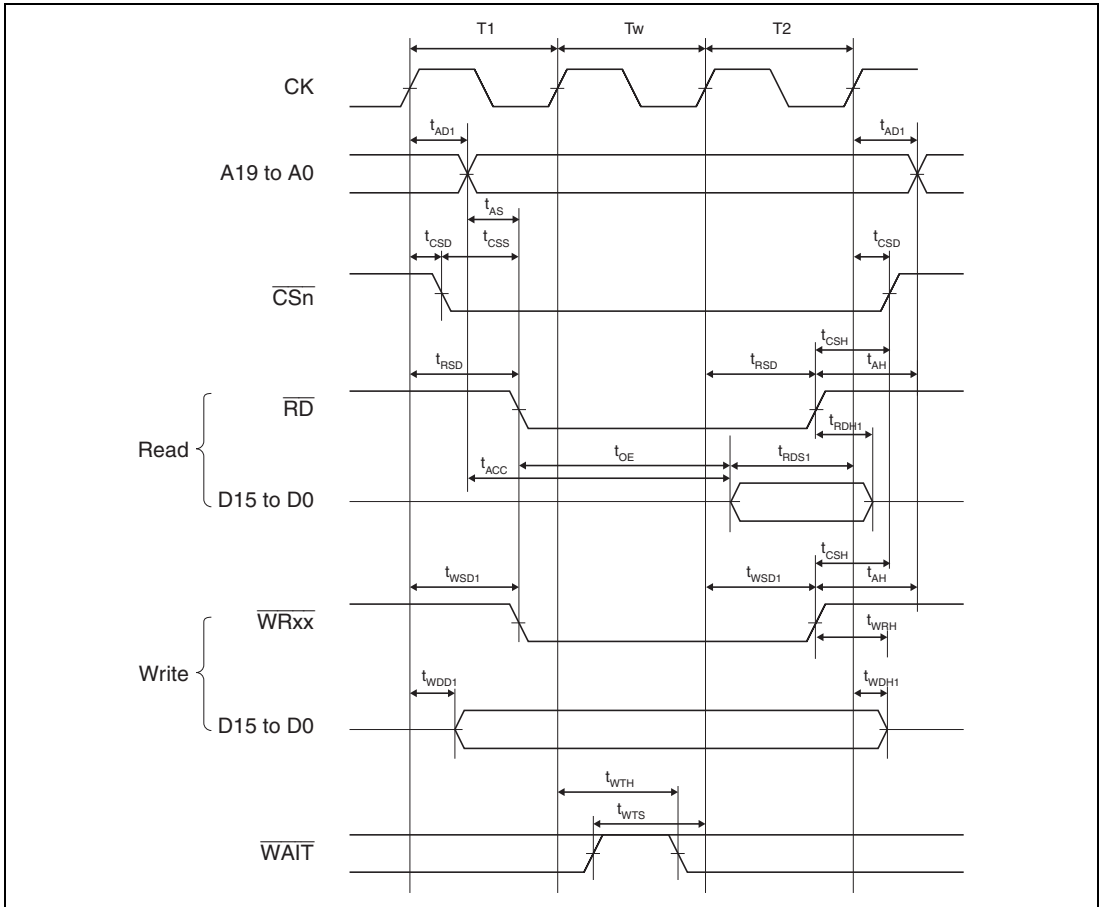 T1 Tw T2
CK
tAD1 tAD1
A19 to A0
tAS
tCSD tCSS tCSD
CSn
tCSH
tRSD tRSD tAH
RD
tRDH1
Read
tOE tRDS1
tACC
D15 to D0
tCSH
tWSD1 tWSD1 tAH
WRxx
tWRH
Write
tWDD1 tWDH1
D15 to D0
tWTH
tWTS
WAIT